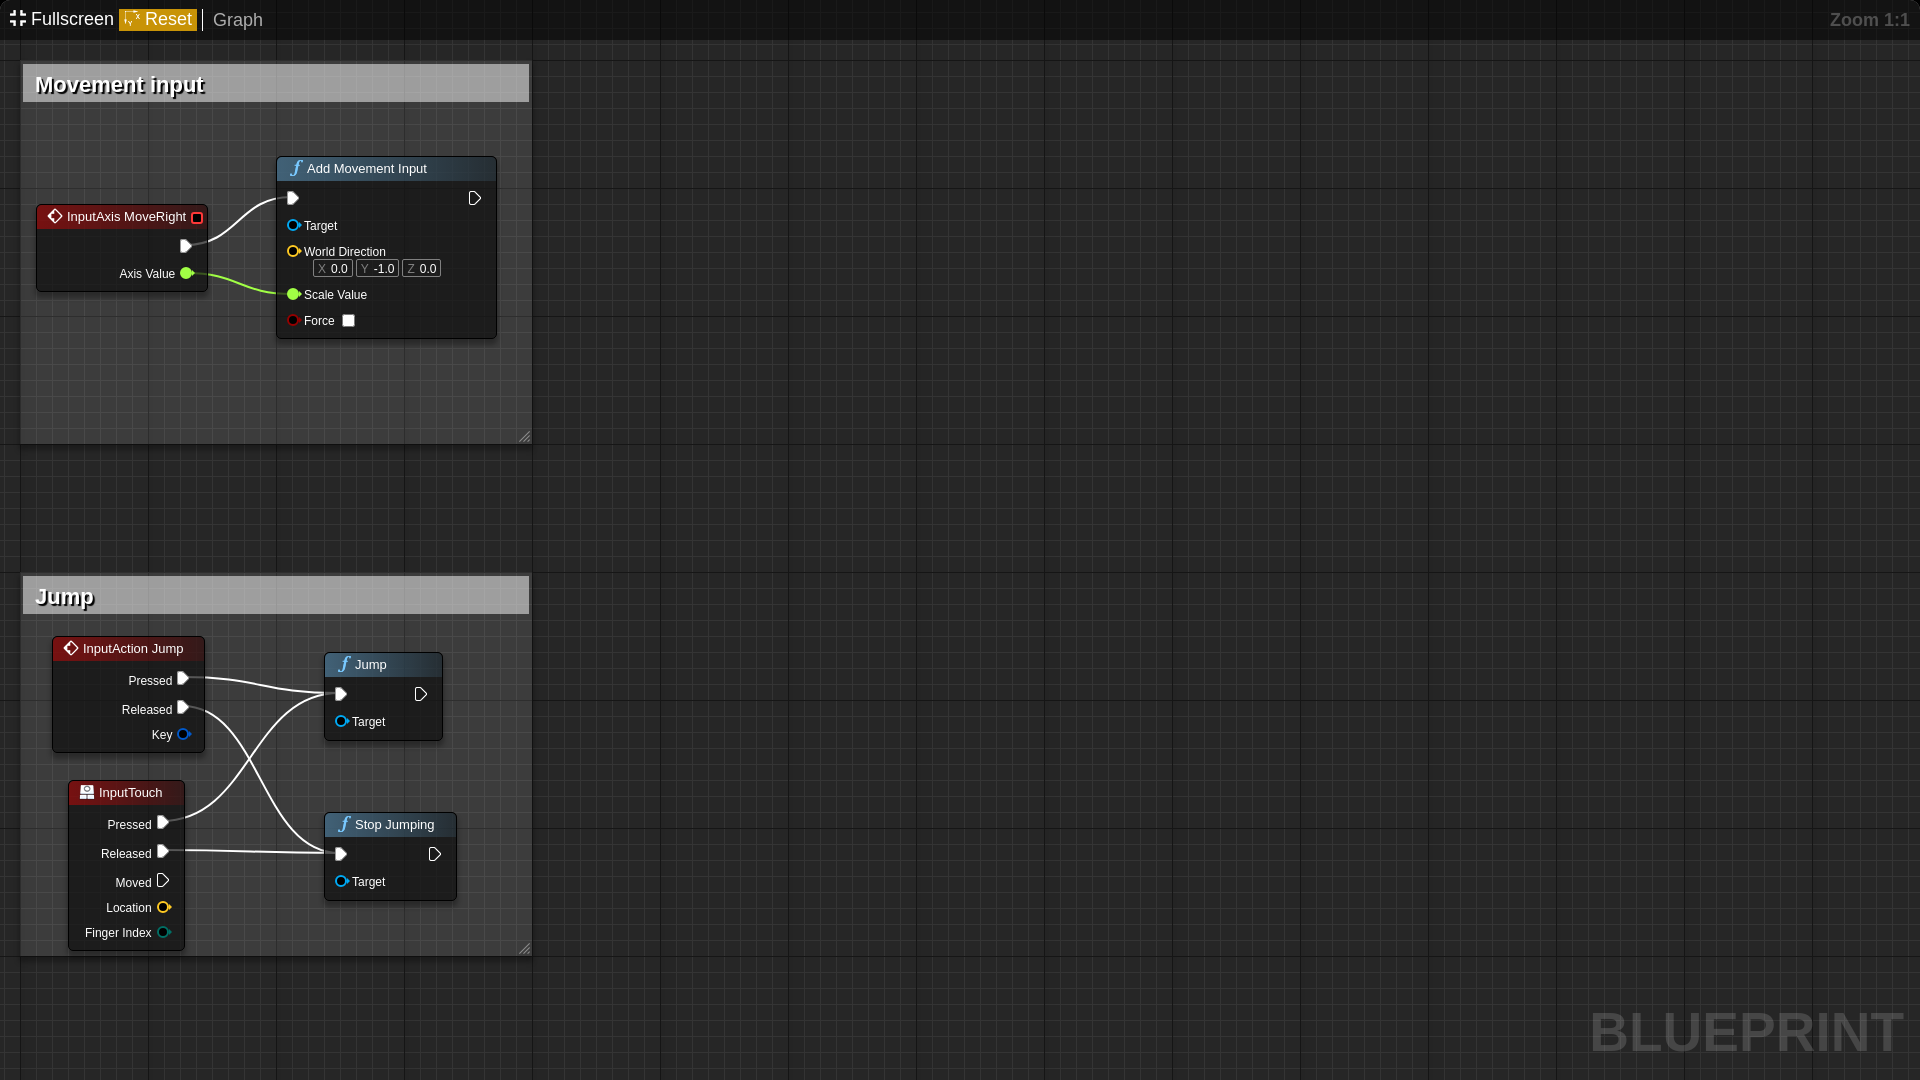 Fullscreen Reset Graph Zoom 1:1
Movement input
Add Movement Input
InputAxis MoveRight
Axis Value
Target
World Direction
X 0.0 Y -1.0 Z 0.0
Scale Value
Force
Jump
InputAction Jump
Pressed
Released
Key
Jump
Target
InputTouch
Pressed
Released
Moved
Location
Finger Index
Stop Jumping
Target
BLUEPRINT